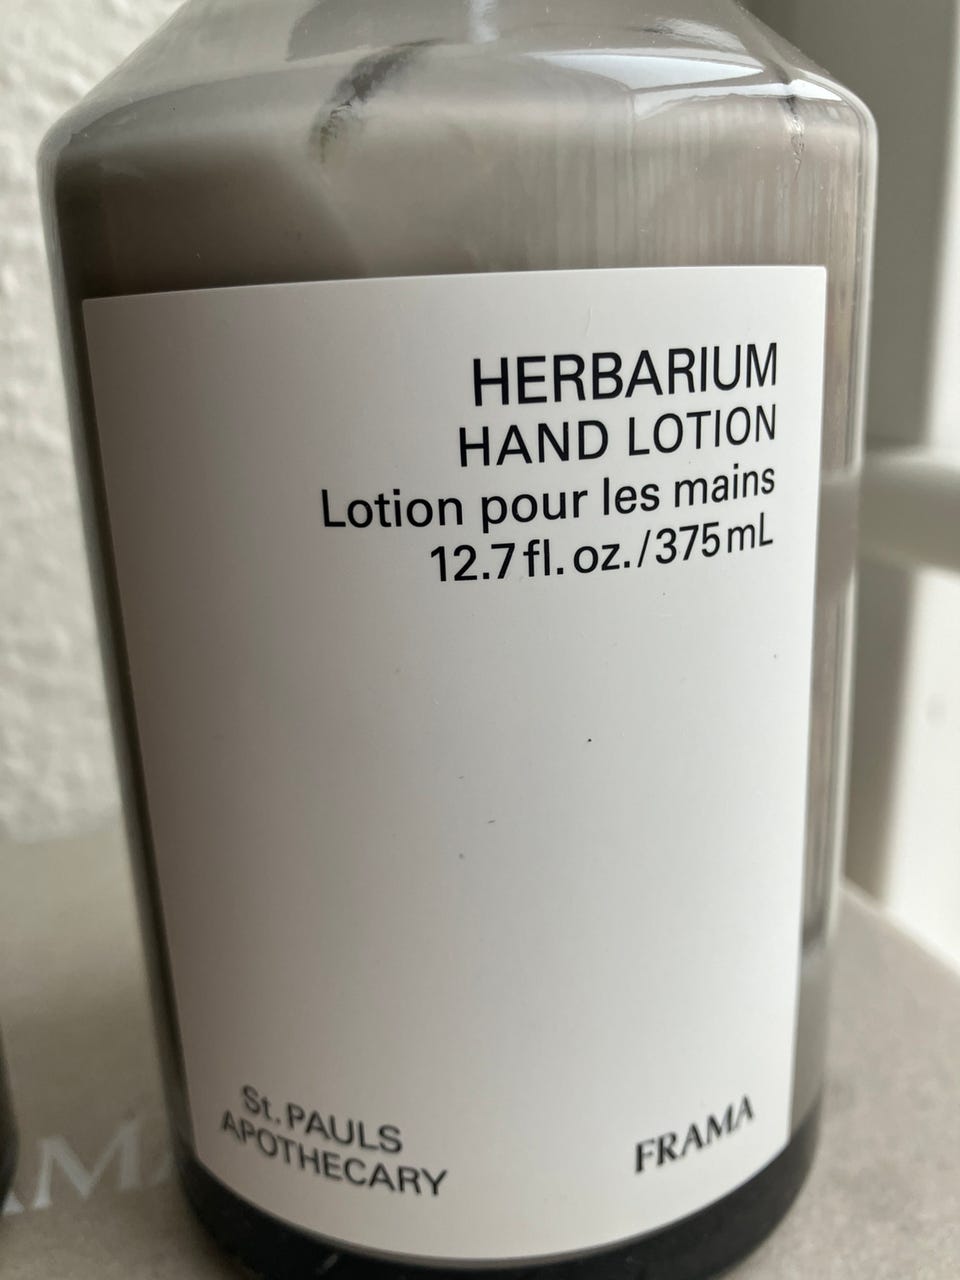 HERBARIUM
HAND LOTION
Lotion pour les mains
12.7 fl. oz. / 375 mL
St. PAULS
APOTHECARY
FRAMA